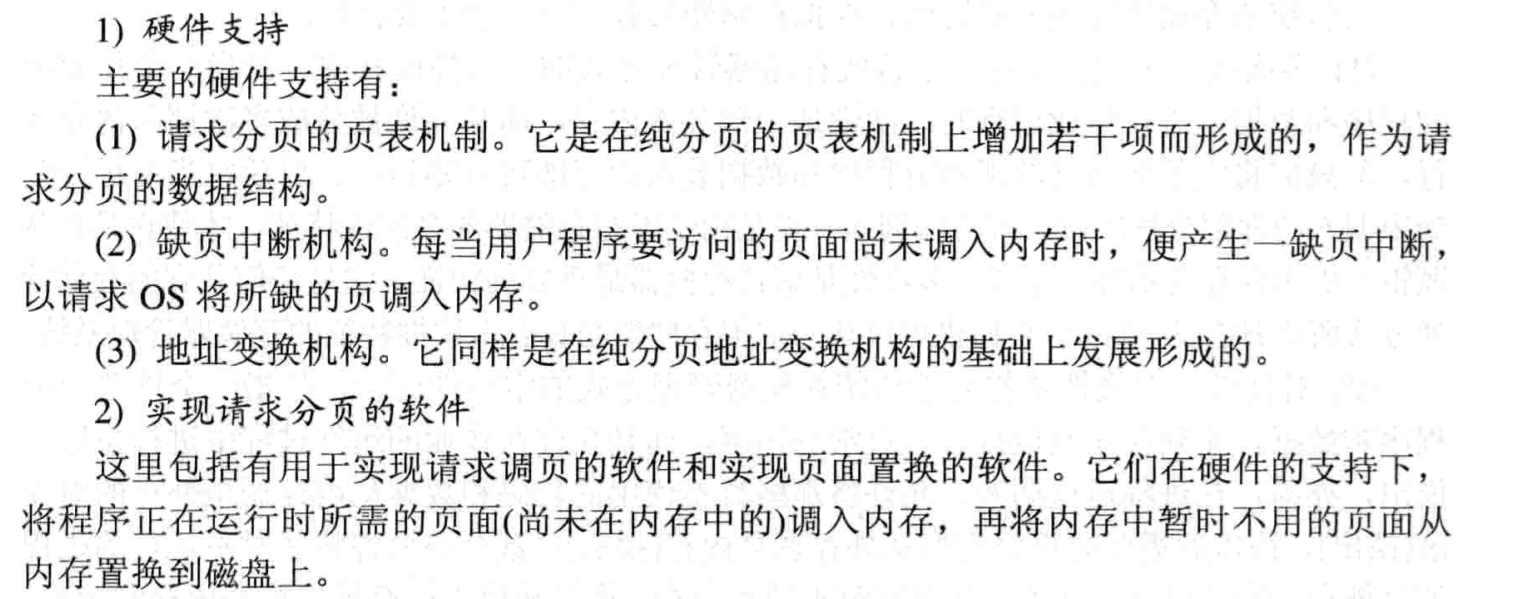 1) 硬件支持
主要的硬件支持有：
(1) 请求分页的页表机制。它是在纯分页的页表机制上增加若干项而形成的，作为请
求分页的数据结构。
(2) 缺页中断机构。每当用户程序要访问的页面尚未调入内存时，便产生一缺页中断，
以请求 OS 将所缺的页调入内存。
(3) 地址变换机构。它同样是在纯分页地址变换机构的基础上发展形成的。
2) 实现请求分页的软件
这里包括有用于实现请求调页的软件和实现页面置换的软件。它们在硬件的支持下，
将程序正在运行时所需的页面(尚未在内存中的)调入内存，再将内存中暂时不用的页面从
内存置换到磁盘上。